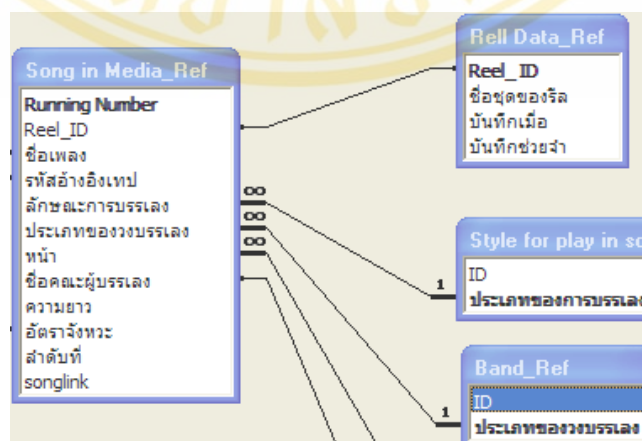 Song in Media_Ref
Running Number
Reel_ID
ชื่อเพลง
รหัสอ้างอิงเทป
ลักษณะการบรรเลง
ประเภทของวงบรรเลง
หน้า
ชื่อคณะผู้บรรเลง
ความยาว
อัตราจังหวะ
ลำดับที่
songlink
∞
∞
∞
Rell Data_Ref
Reel_ID
ชื่อชุดของรีล
บันทึกเมื่อ
บันทึกช่วยจำ
Style for play in so
ID
1
ประเภทของการบรรเลง
Band_Ref
ID
1
ประเภทของวงบรรเลง